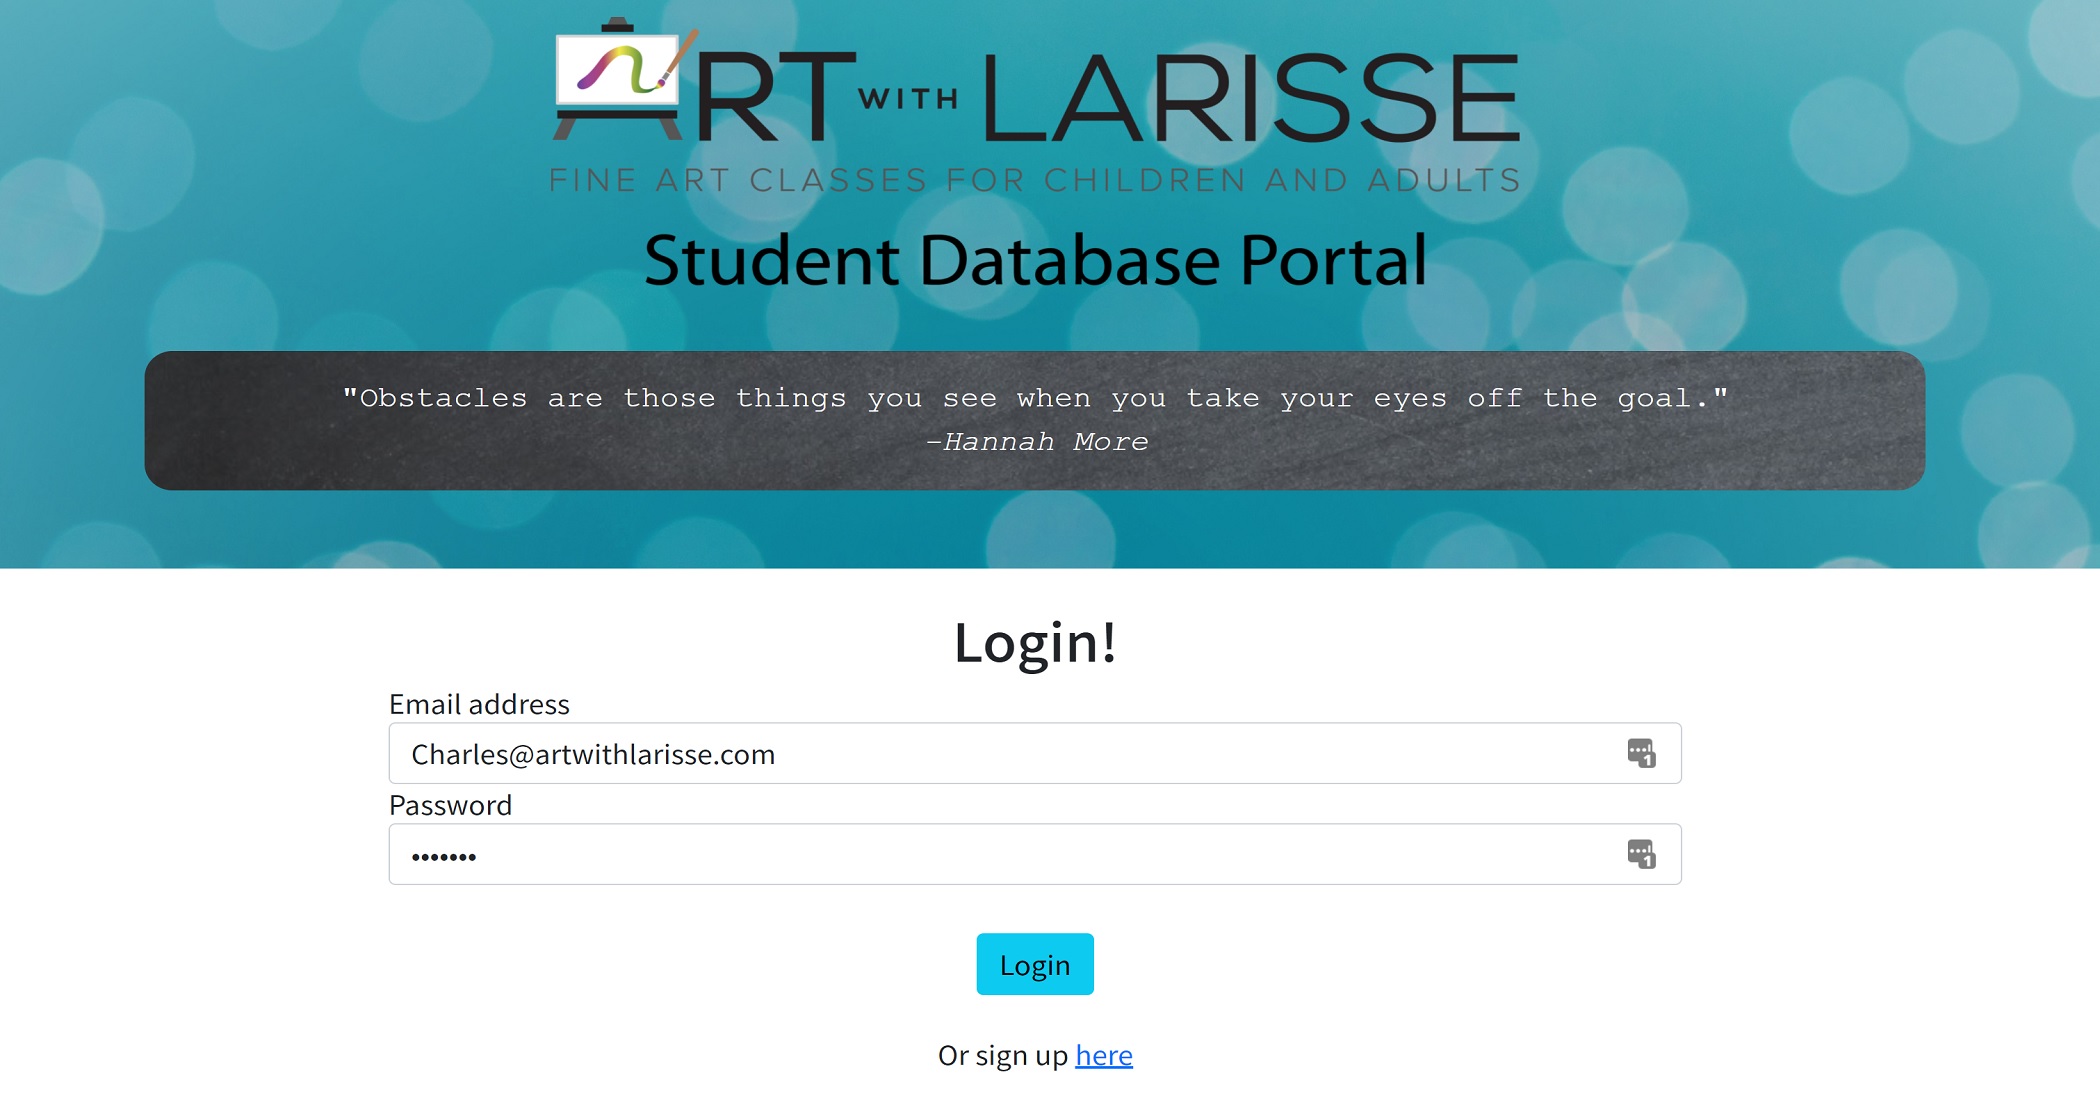 ART WITH LARISSE
FINE ART CLASSES FOR CHILDREN AND ADULTS
Student Database Portal
"Obstacles are those things you see when you take your eyes off the goal."
-Hannah More
Login!
Email address
Charles@artwithlarisse.com
Password
•••••••
Login
Or sign up here